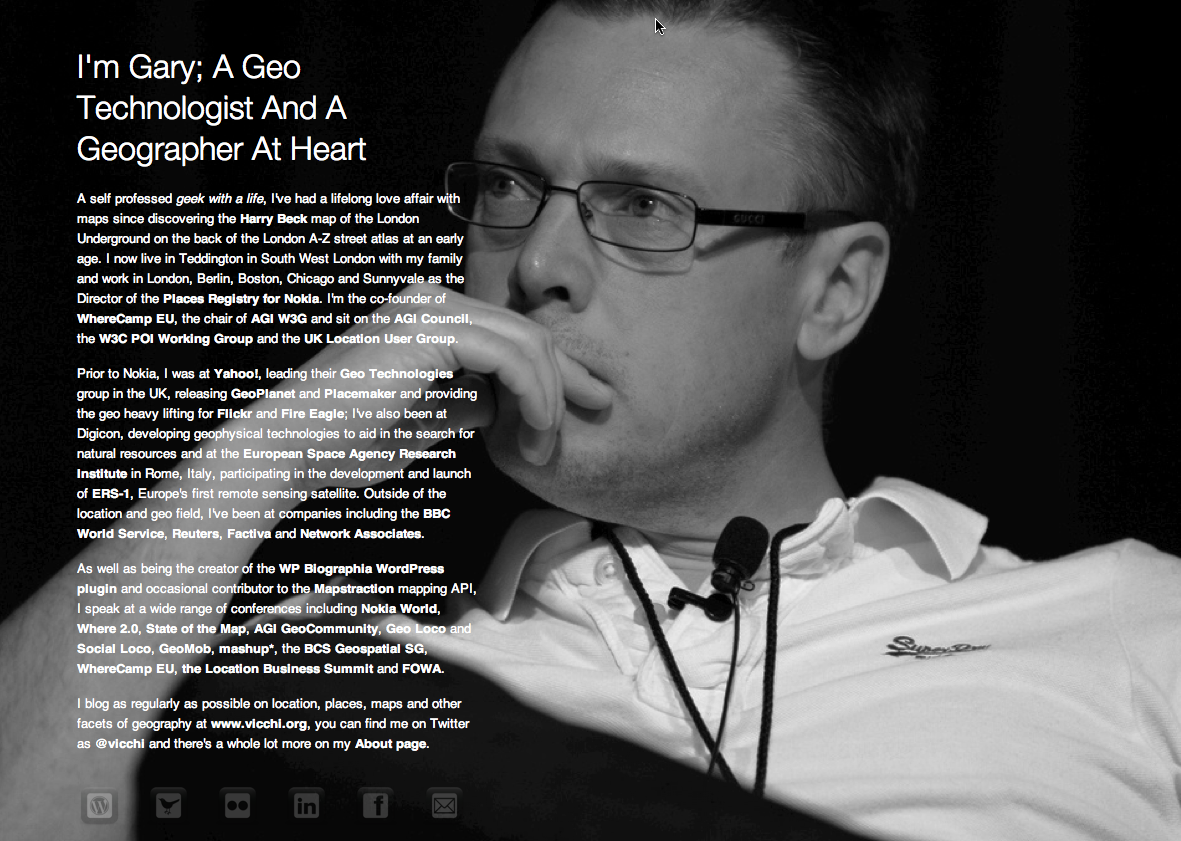 I'm Gary; A Geo
Technologist And A
Geographer At Heart
A self professed geek with a life, I've had a lifelong love affair with
maps since discovering the Harry Beck map of the London
Underground on the back of the London A-Z street atlas at an early
age. I now live in Teddington in South West London with my family
and work in London, Berlin, Boston, Chicago and Sunnyvale as the
Director of the Places Registry for Nokia. I'm the co-founder of
WhereCamp EU, the chair of AGI W3G and sit on the AGI Council,
the W3C POI Working Group and the UK Location User Group.
Prior to Nokia, I was at Yahoo!, leading their Geo Technologies
group in the UK, releasing GeoPlanet and Placemaker and providing
the geo heavy lifting for Flickr and Fire Eagle; I've also been at
Digicon, developing geophysical technologies to aid in the search for
natural resources and at the European Space Agency Research
Institute in Rome, Italy, participating in the development and launch
of ERS-1, Europe's first remote sensing satellite. Outside of the
location and geo field, I've been at companies including the BBC
World Service, Reuters, Factiva and Network Associates.
As well as being the creator of the WP Biographia WordPress
plugin and occasional contributor to the Mapstraction mapping API,
I speak at a wide range of conferences including Nokia World,
Where 2.0, State of the Map, AGI GeoCommunity, Geo Loco and
Social Loco, GeoMob, mashup*, the BCS Geospatial SG,
WhereCamp EU, the Location Business Summit and FOWA.
I blog as regularly as possible on location, places, maps and other
facets of geography at www.vicchi.org, you can find me on Twitter
as @vicchi and there's a whole lot more on my About page.
GUCCI
in
f